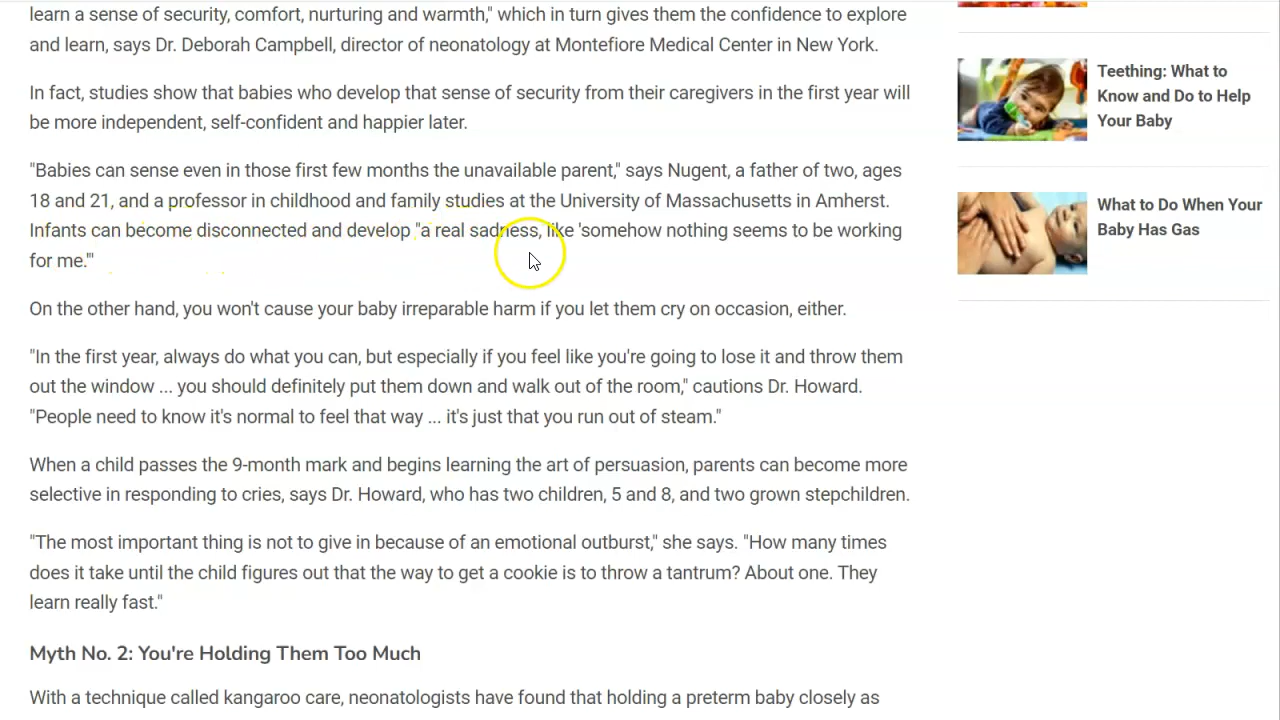 learn a sense of security, comfort, nurturing and warmth," which in turn gives them the confidence to explore
and learn, says Dr. Deborah Campbell, director of neonatology at Montefiore Medical Center in New York.
In fact, studies show that babies who develop that sense of security from their caregivers in the first year will
be more independent, self-confident and happier later.
"Babies can sense even in those first few months the unavailable parent," says Nugent, a father of two, ages
18 and 21, and a professor in childhood and family studies at the University of Massachusetts in Amherst.
Infants can become disconnected and develop "a real sadness, like 'somehow nothing seems to be working
for me.'"
On the other hand, you won't cause your baby irreparable harm if you let them cry on occasion, either.
"In the first year, always do what you can, but especially if you feel like you're going to lose it and throw them
out the window ... you should definitely put them down and walk out of the room," cautions Dr. Howard.
"People need to know it's normal to feel that way ... it's just that you run out of steam."
When a child passes the 9-month mark and begins learning the art of persuasion, parents can become more
selective in responding to cries, says Dr. Howard, who has two children, 5 and 8, and two grown stepchildren.
"The most important thing is not to give in because of an emotional outburst," she says. "How many times
does it take until the child figures out that the way to get a cookie is to throw a tantrum? About one. They
learn really fast."
Myth No. 2: You're Holding Them Too Much
With a technique called kangaroo care, neonatologists have found that holding a preterm baby closely as
Teething: What to
Know and Do to Help
Your Baby
What to Do When Your
Baby Has Gas